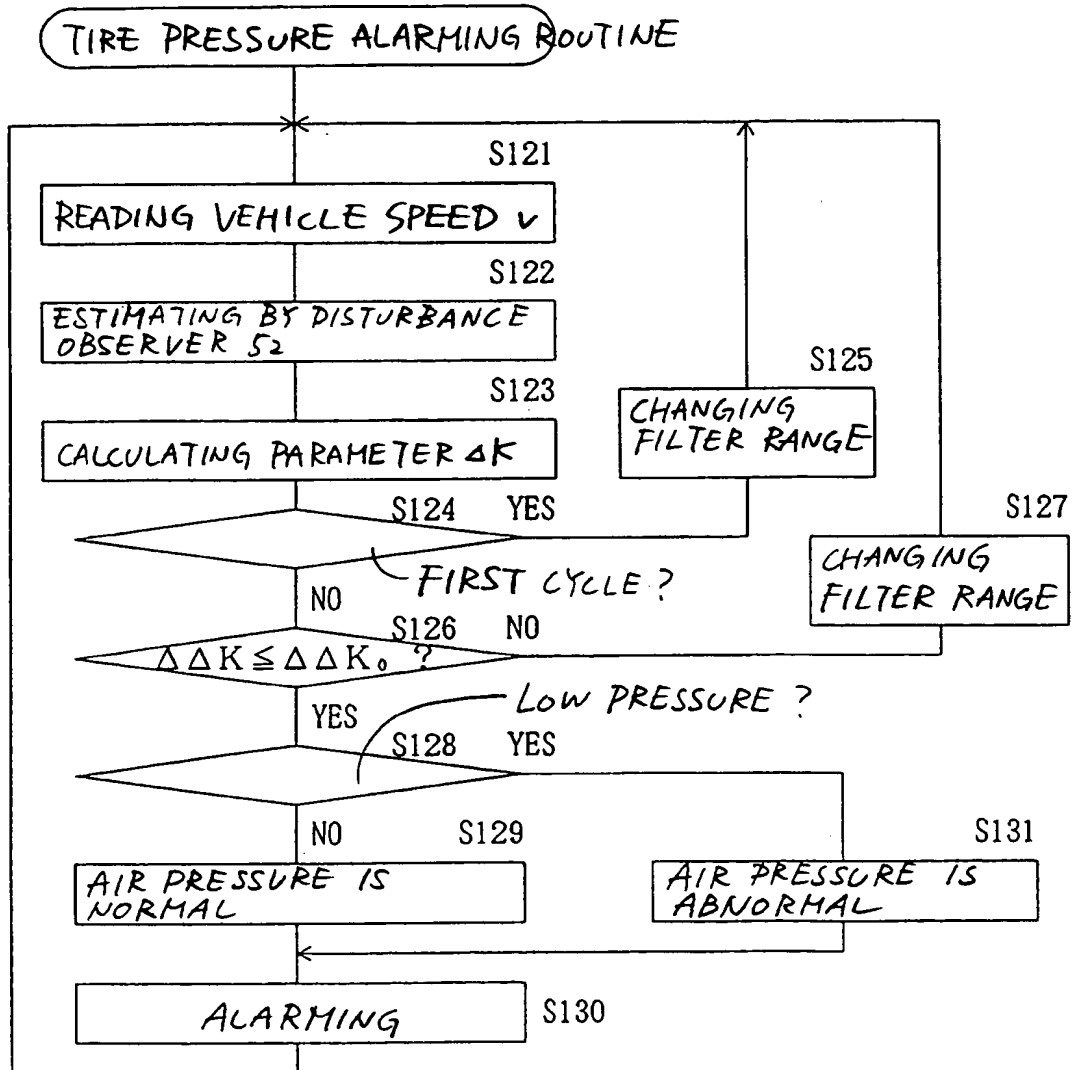 TIRE PRESSURE ALARMING ROUTINE
S121
READING VEHICLE SPEED v
S122
ESTIMATING BY DISTURBANCE
OBSERVER 52
S123
CALCULATING PARAMETER ΔK
S125
CHANGING
FILTER RANGE
S124 YES
FIRST CYCLE?
NO
S127
CHANGING
FILTER RANGE
S126 NO
ΔΔK≦ΔΔK₀ ?
YES
LOW PRESSURE ?
S128 YES
NO
S129
AIR PRESSURE IS
NORMAL
S131
AIR PRESSURE IS
ABNORMAL
ALARMING
S130